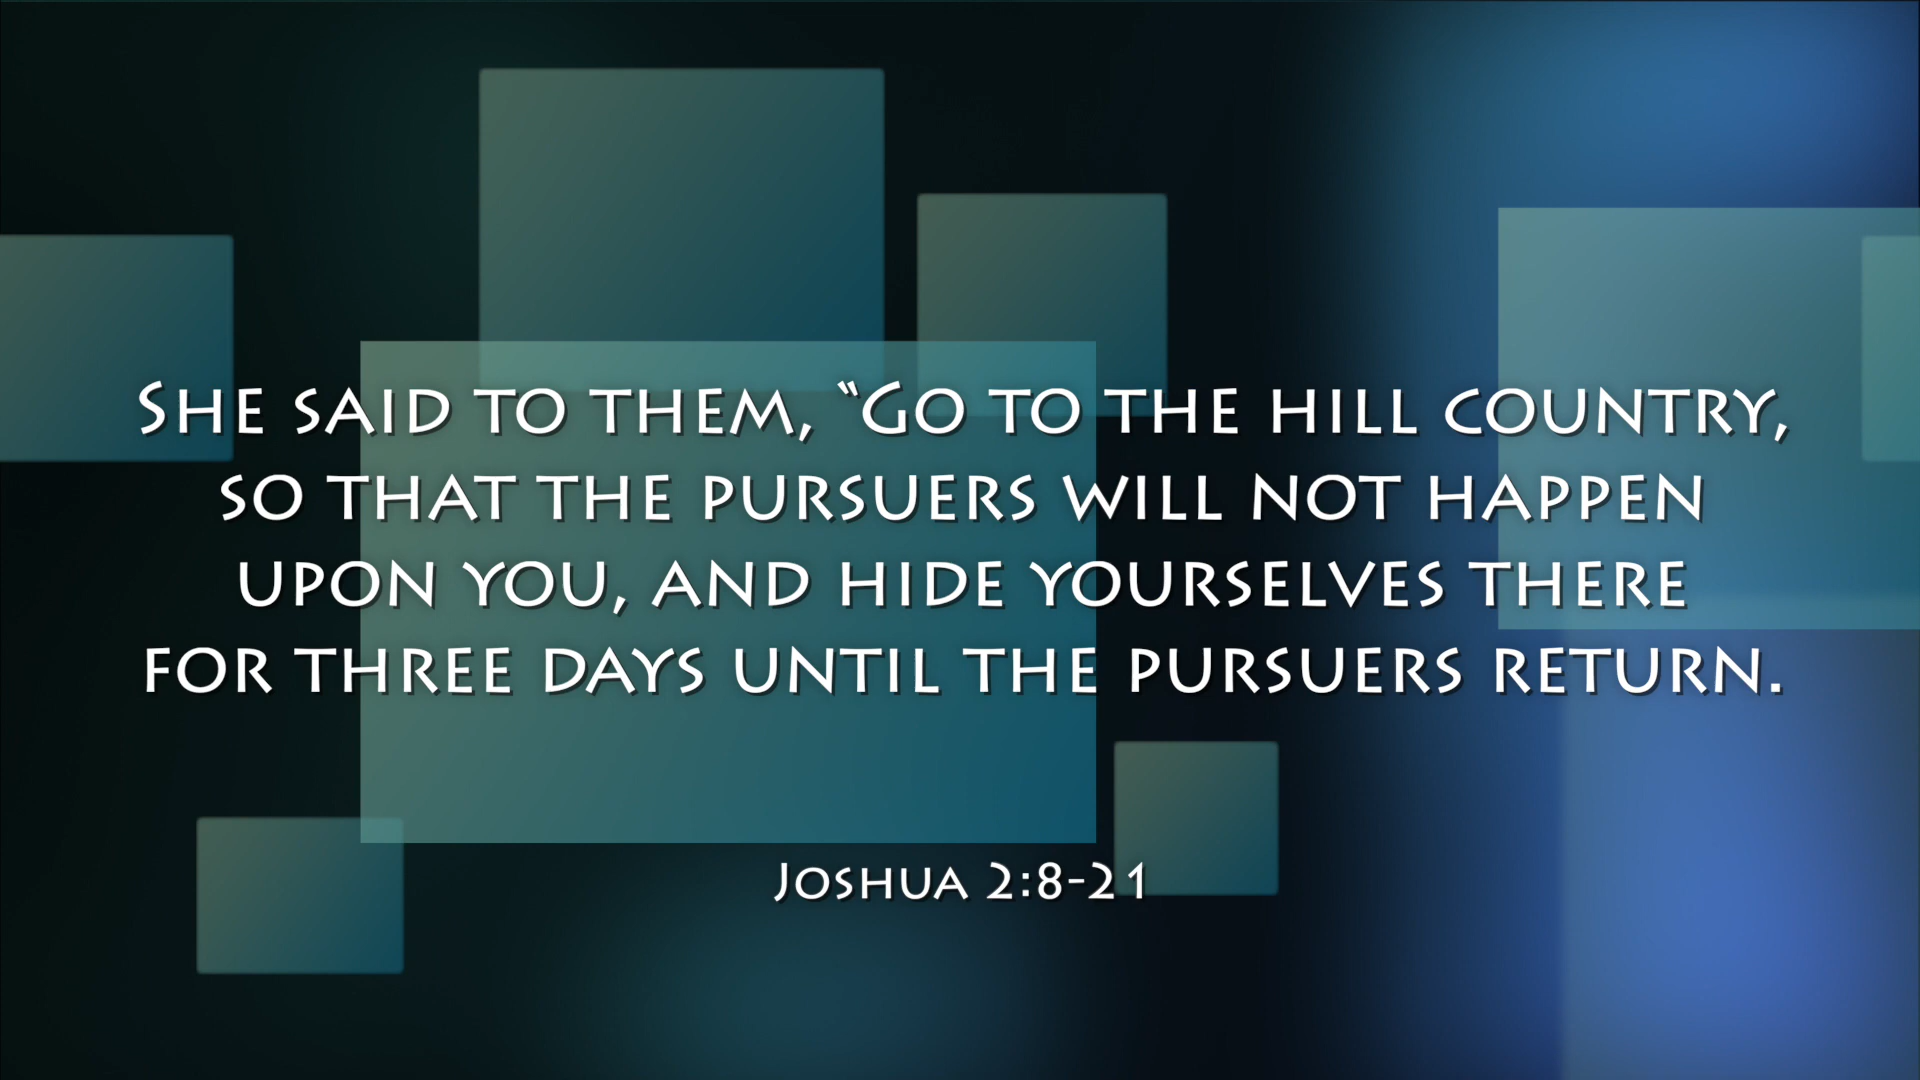 She said to them, “Go to the hill country,
so that the pursuers will not happen
upon you, and hide yourselves there
for three days until the pursuers return.
Joshua 2:8-21